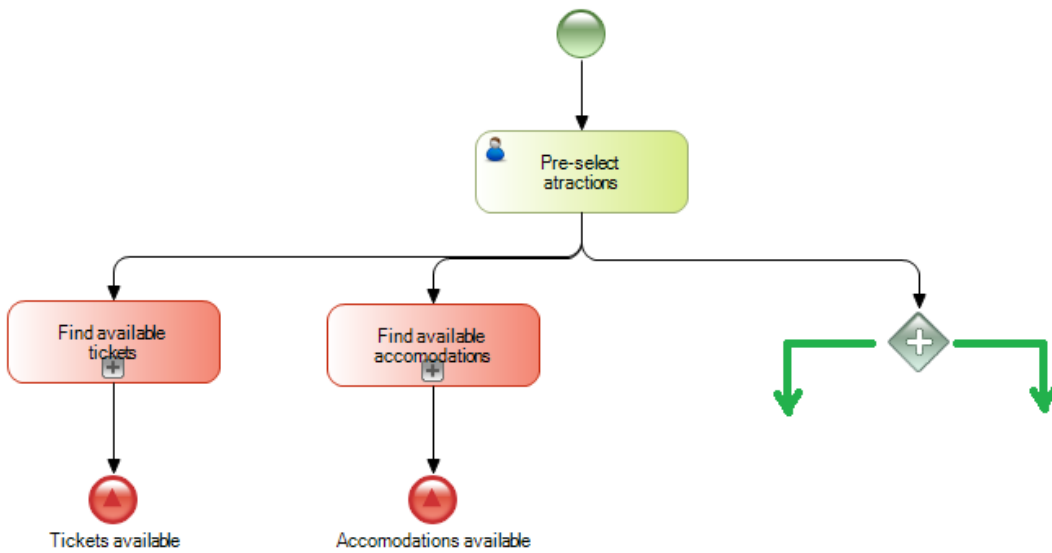 Pre-select
atractions
Find available
tickets
Find available
accomodations
Tickets available
Accomodations available